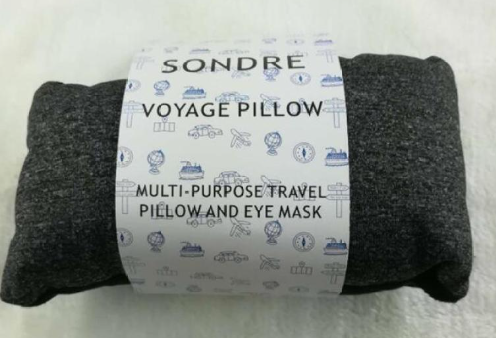 SONDRE
VOYAGE PILLOW
MULTI-PURPOSE TRAVEL
PILLOW AND EYE MASK